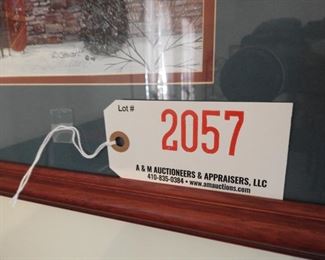 Lot #
2057
A & M AUCTIONEERS & APPRAISERS, LLC
410-835-0384 • www.amauctions.com